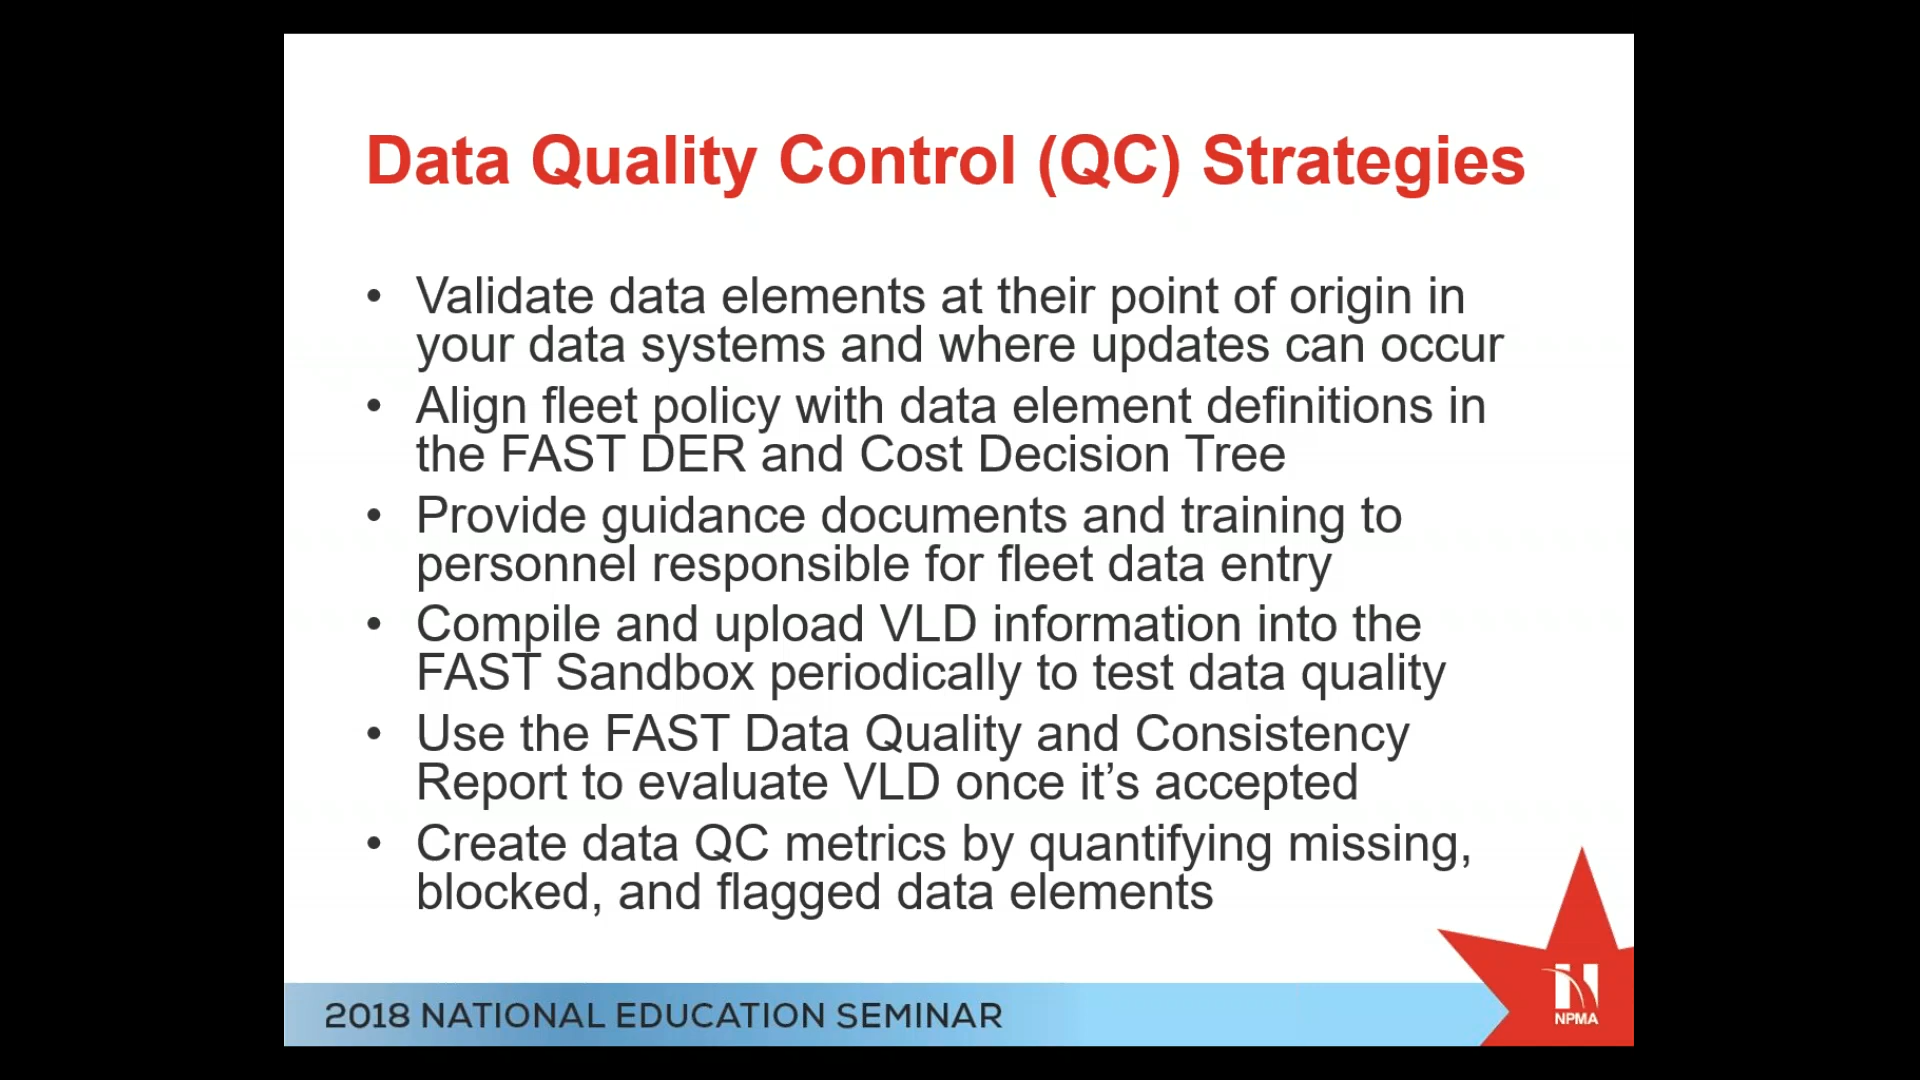 Data Quality Control (QC) Strategies
• Validate data elements at their point of origin in
your data systems and where updates can occur
• Align fleet policy with data element definitions in
the FAST DER and Cost Decision Tree
• Provide guidance documents and training to
personnel responsible for fleet data entry
• Compile and upload VLD information into the
FAST Sandbox periodically to test data quality
• Use the FAST Data Quality and Consistency
Report to evaluate VLD once it’s accepted
• Create data QC metrics by quantifying missing,
blocked, and flagged data elements
2018 NATIONAL EDUCATION SEMINAR
N
NPMA